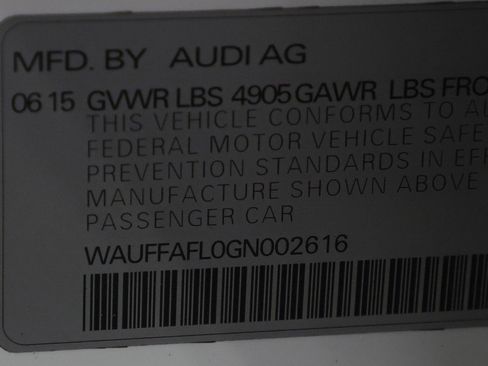 MFD. BY AUDI AG
06 15 GVWR LBS 4905 GAWR LBS FRO
THIS VEHICLE CONFORMS TO AL
FEDERAL MOTOR VEHICLE SAFE
PREVENTION STANDARDS IN EFF
MANUFACTURE SHOWN ABOVE
PASSENGER CAR
WAUFFAFL0GN002616